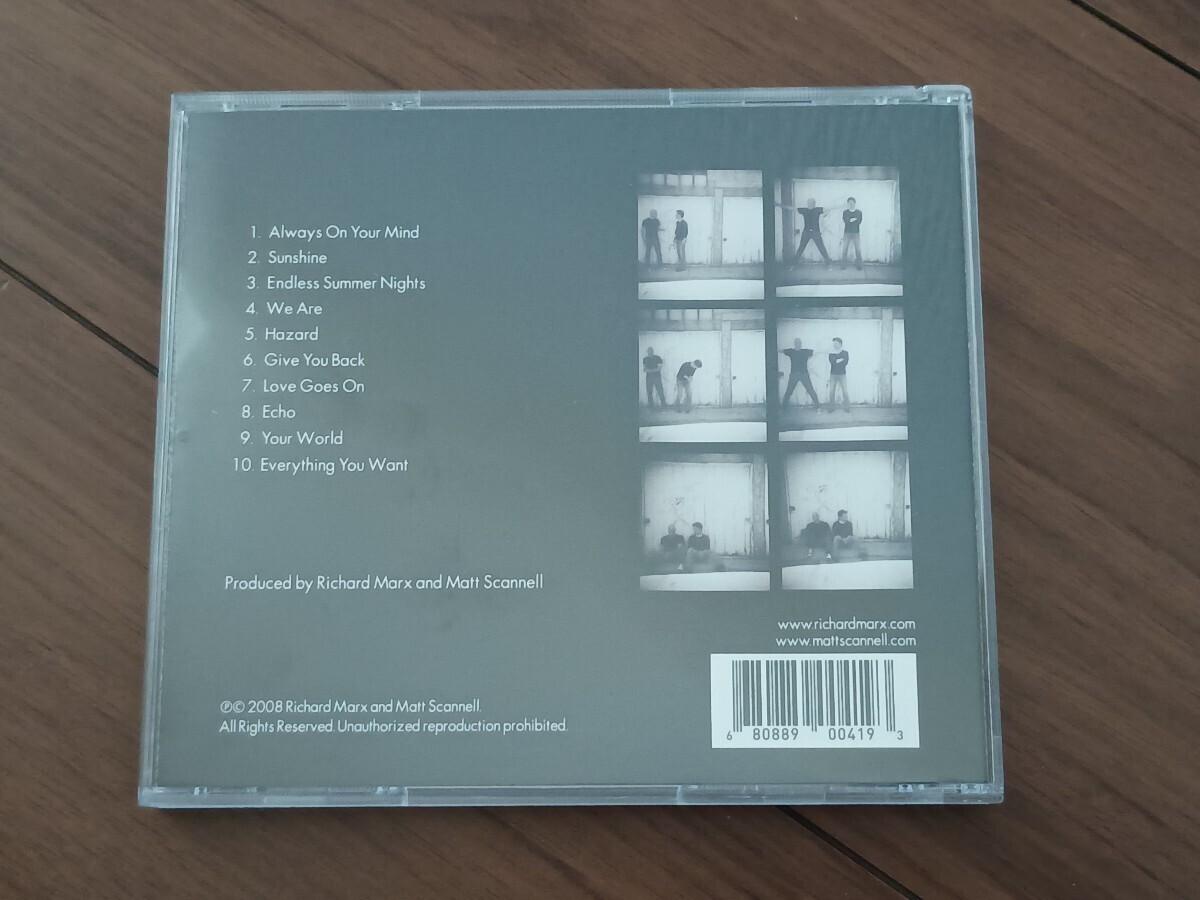 1. Always On Your Mind
2. Sunshine
3. Endless Summer Nights
4. We Are
5. Hazard
6. Give You Back
7. Love Goes On
8. Echo
9. Your World
10. Everything You Want
Produced by Richard Marx and Matt Scannell
www.richardmarx.com
www.mattscannell.com
℗© 2008 Richard Marx and Matt Scannell.
All Rights Reserved. Unauthorized reproduction prohibited.
6 80889 00419 3